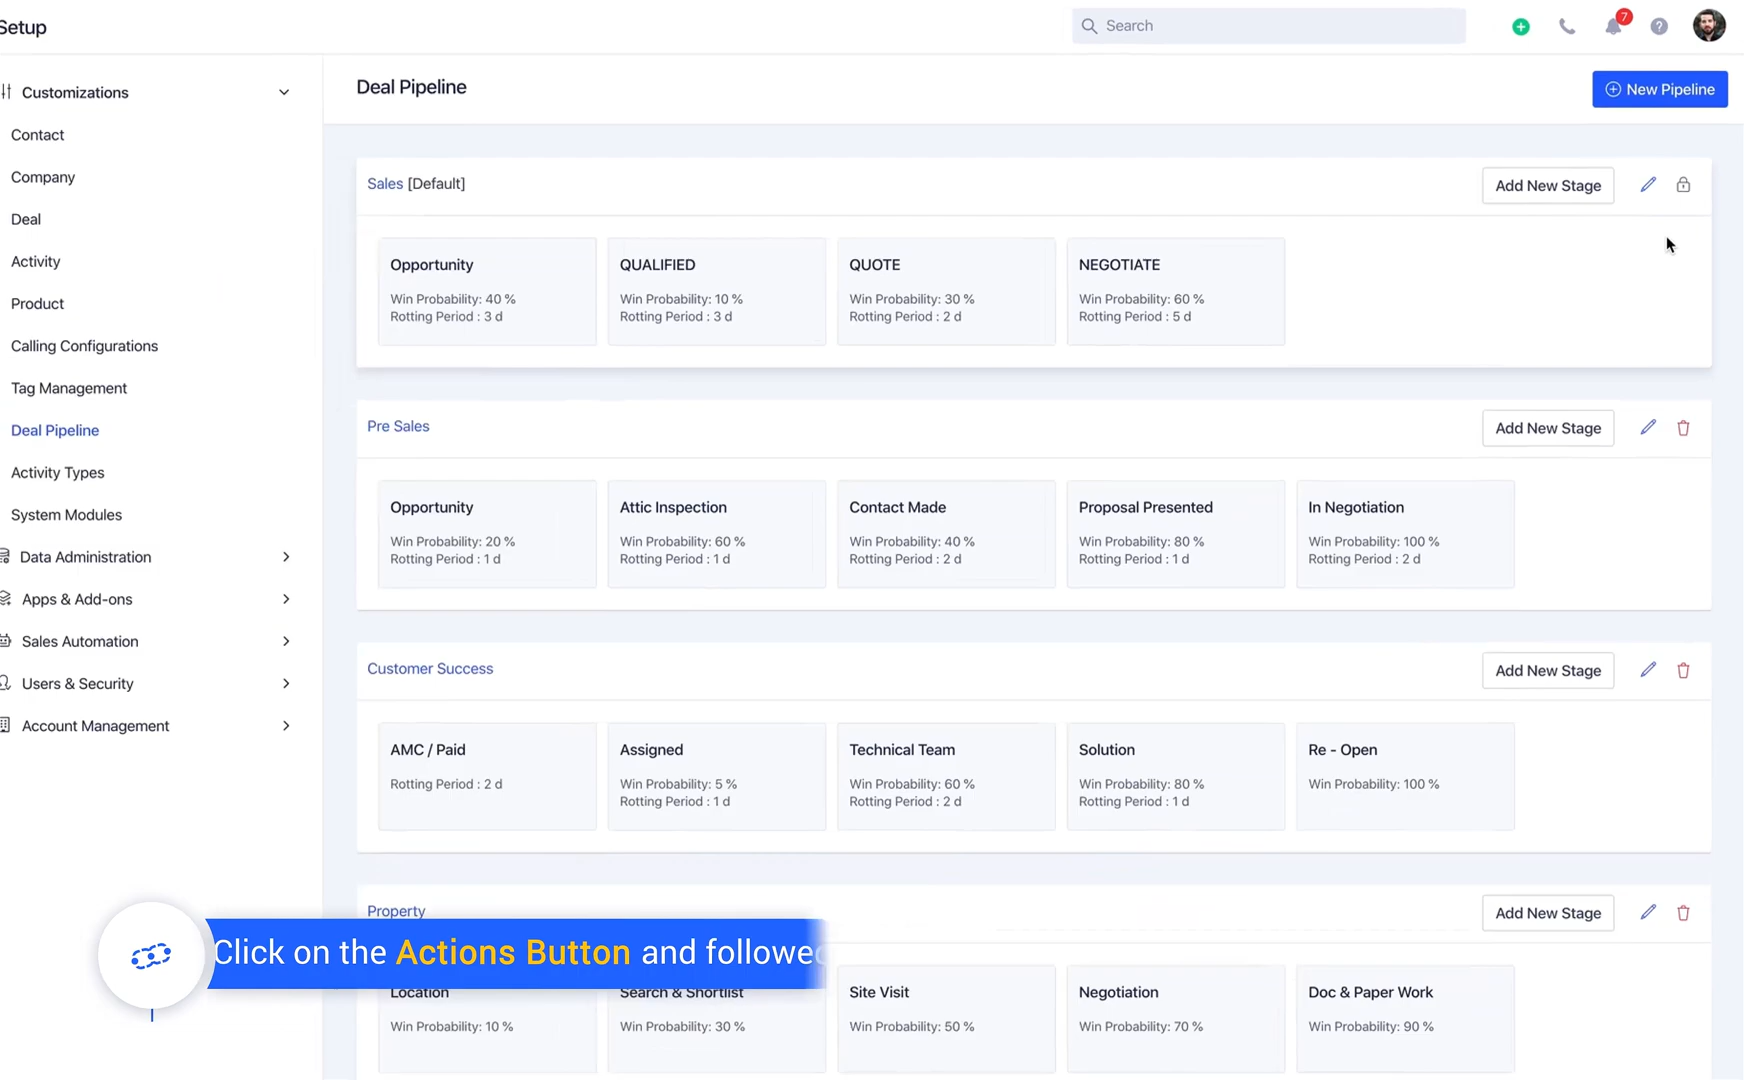 Setup
Search
7
Customizations
Contact
Company
Deal
Activity
Product
Calling Configurations
Tag Management
Deal Pipeline
Activity Types
System Modules
Data Administration
Apps & Add-ons
Sales Automation
Users & Security
Account Management
Deal Pipeline
New Pipeline
Sales [Default]
Add New Stage
Opportunity
Win Probability: 40 %
Rotting Period : 3 d
QUALIFIED
Win Probability: 10 %
Rotting Period : 3 d
QUOTE
Win Probability: 30 %
Rotting Period : 2 d
NEGOTIATE
Win Probability: 60 %
Rotting Period : 5 d
Pre Sales
Add New Stage
Opportunity
Win Probability: 20 %
Rotting Period : 1 d
Attic Inspection
Win Probability: 60 %
Rotting Period : 1 d
Contact Made
Win Probability: 40 %
Rotting Period : 2 d
Proposal Presented
Win Probability: 80 %
Rotting Period : 1 d
In Negotiation
Win Probability: 100 %
Rotting Period : 2 d
Customer Success
Add New Stage
AMC / Paid
Rotting Period : 2 d
Assigned
Win Probability: 5 %
Rotting Period : 1 d
Technical Team
Win Probability: 60 %
Rotting Period : 2 d
Solution
Win Probability: 80 %
Rotting Period : 1 d
Re - Open
Win Probability: 100 %
Property
Add New Stage
Click on the Actions Button and followed
Location
Win Probability: 10 %
Search & Shortlist
Win Probability: 30 %
Site Visit
Win Probability: 50 %
Negotiation
Win Probability: 70 %
Doc & Paper Work
Win Probability: 90 %